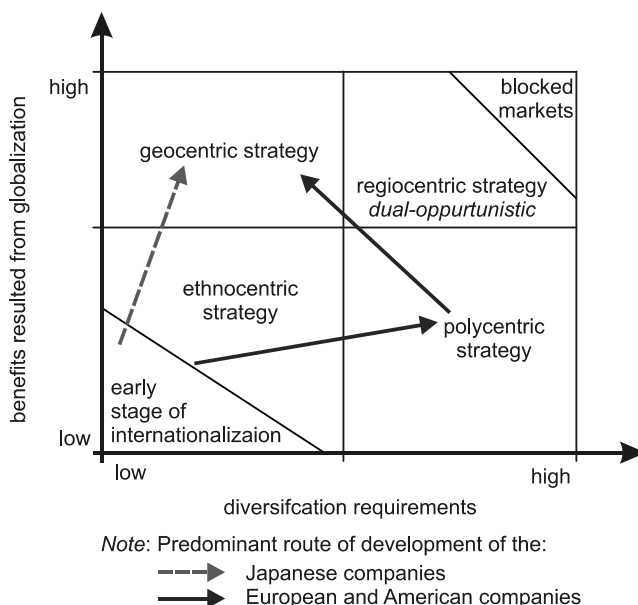 high
blocked
markets
geocentric strategy
regiocentric strategy
dual-oppurtunistic
benefits resulted from globalization
ethnocentric
strategy
polycentric
strategy
early
stage of
internationalizaion
low
low
high
diversifcation requirements
Note: Predominant route of development of the:
Japanese companies
European and American companies